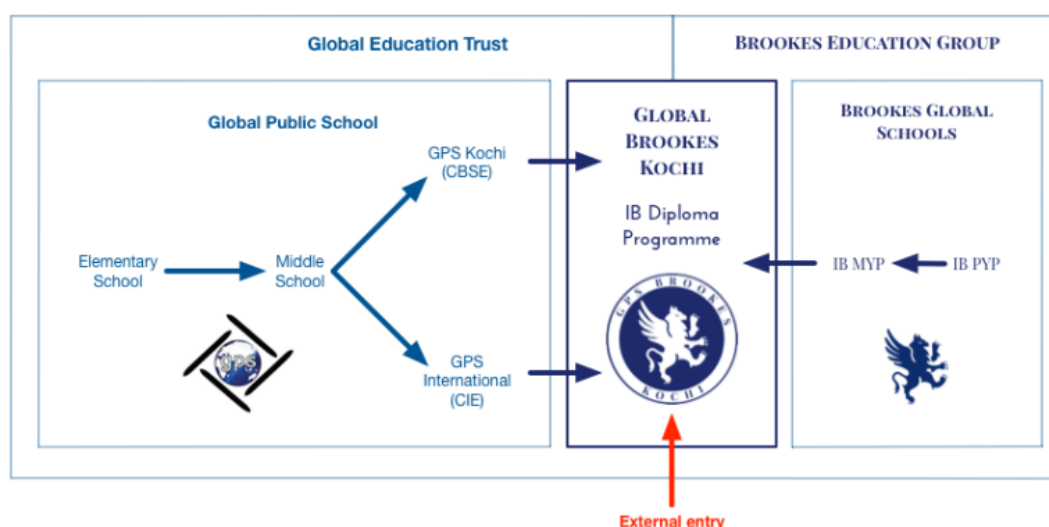 Global Education Trust
BROOKES EDUCATION GROUP
Global Public School
GPS Kochi
(CBSE)
Elementary
School
Middle
School
GPS
International
(CIE)
gps
GLOBAL
BROOKES
KOCHI
IB Diploma
Programme
GPS BROOKES
KOCHI
BROOKES GLOBAL
SCHOOLS
IB MYP
IB PYP
External entry